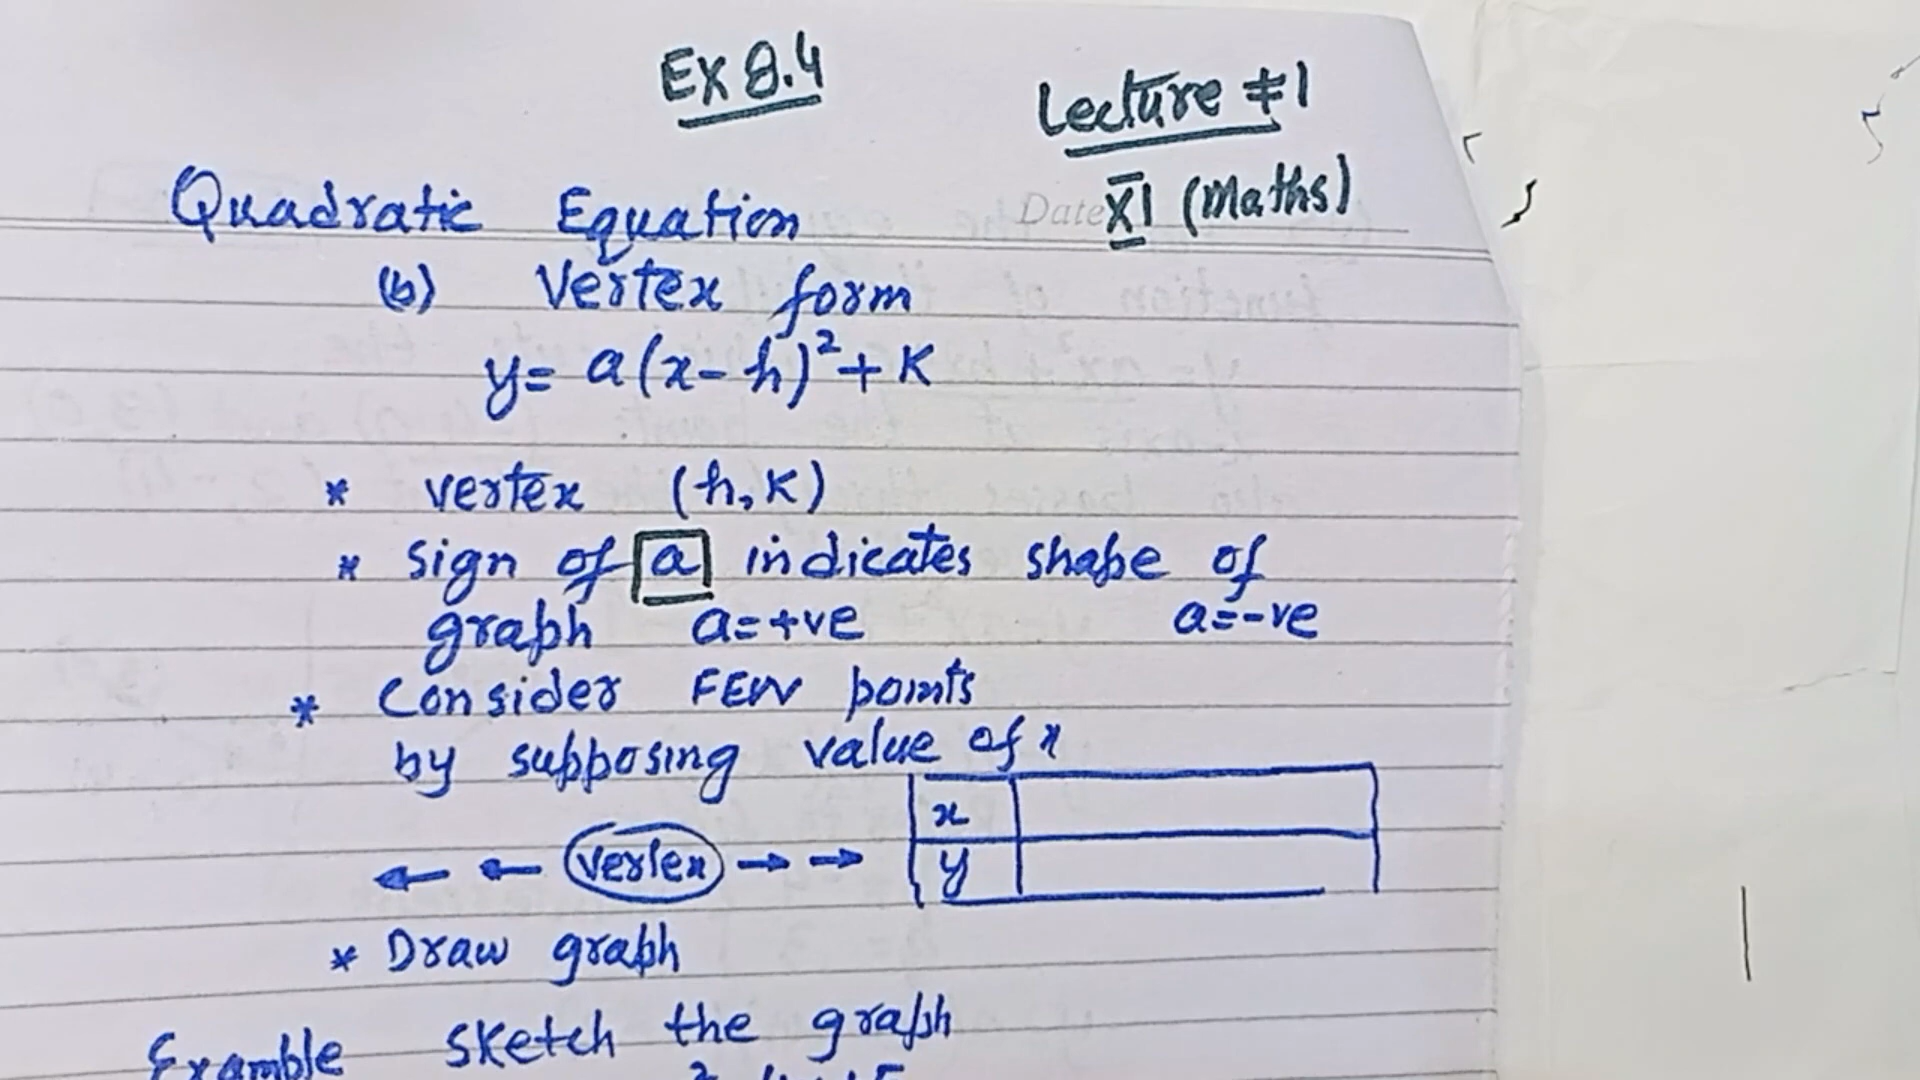 Ex 8.4
Lecture #1
XI (Maths)
Date
Quadratic Equation
(b) Vertex form
y = a(x-h)²+K
* vertex (h,K)
* sign of a indicates shape of
graph a=+ve a=-ve
* Consider FEW points
by supposing value of x
x
y
vertex
* Draw graph
Example sketch the graph